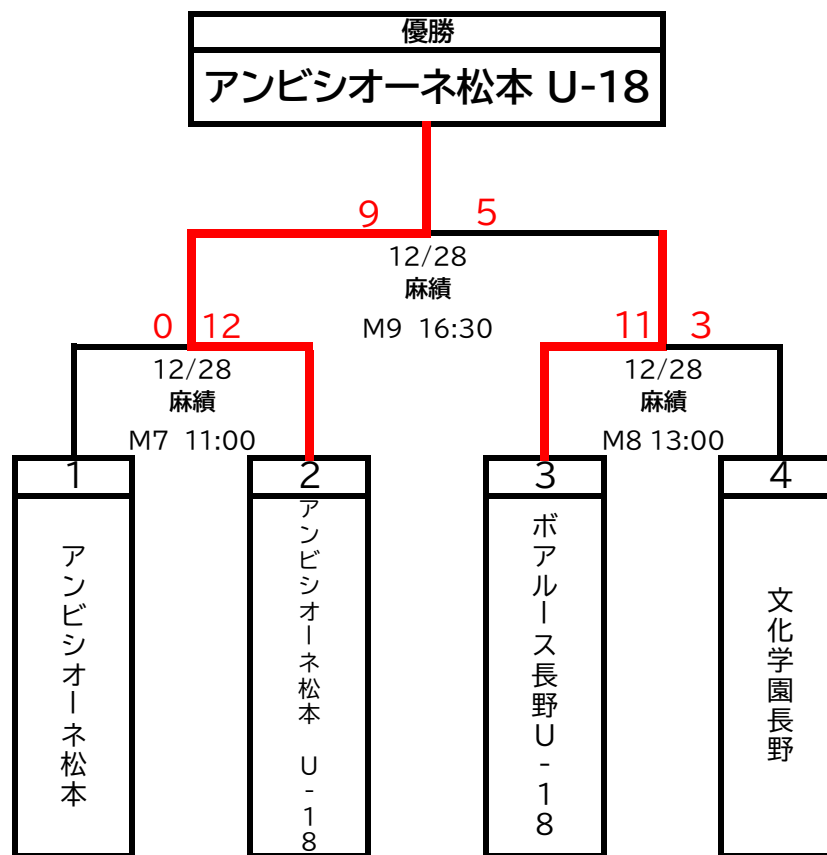 優勝
アンビシオーネ松本 U-18
9 5
12/28
麻績
M9 16:30
0 12
12/28
麻績
M7 11:00
11 3
12/28
麻績
M8 13:00
1
アンビシオーネ松本
2
アンビシオーネ松本 U-18
3
ボアルース長野U-18
4
文化学園長野